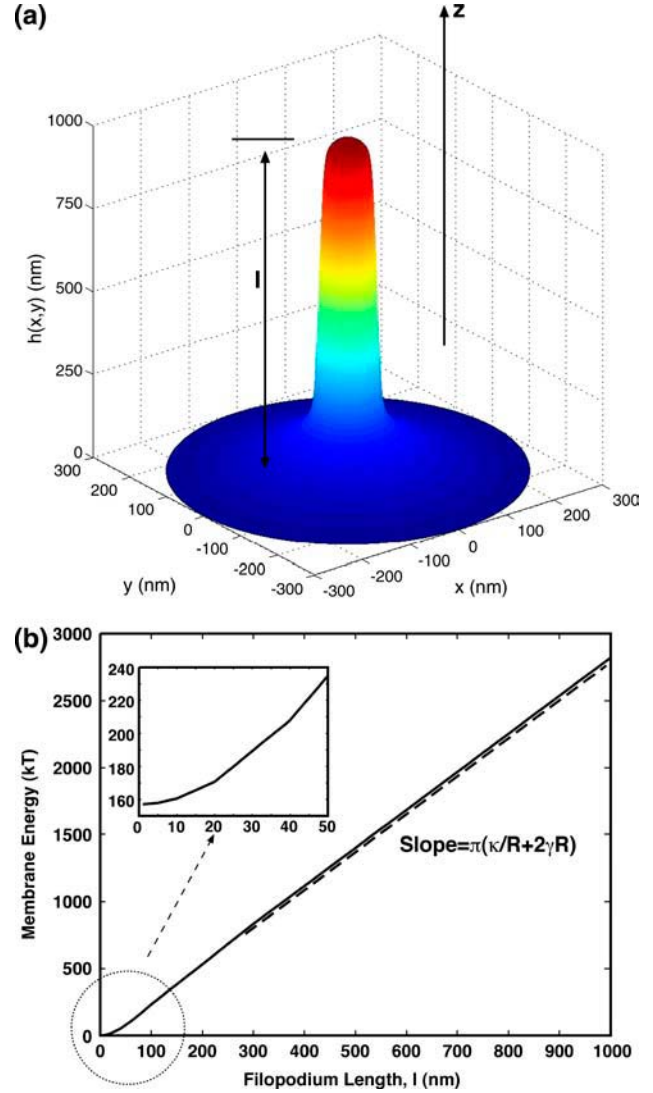 (a)
z
1000
750
500
250
0
h(x,y) (nm)
l
300
200
100
0
-100
-200
-300
y (nm)
300
200
100
0
-100
-200
-300
x (nm)
(b)
3000
2500
2000
1500
1000
500
0
Membrane Energy (kT)
240
220
200
180
160
0 10 20 30 40 50
Slope=π(κ/R+2γR)
0 100 200 300 400 500 600 700 800 900 1000
Filopodium Length, l (nm)